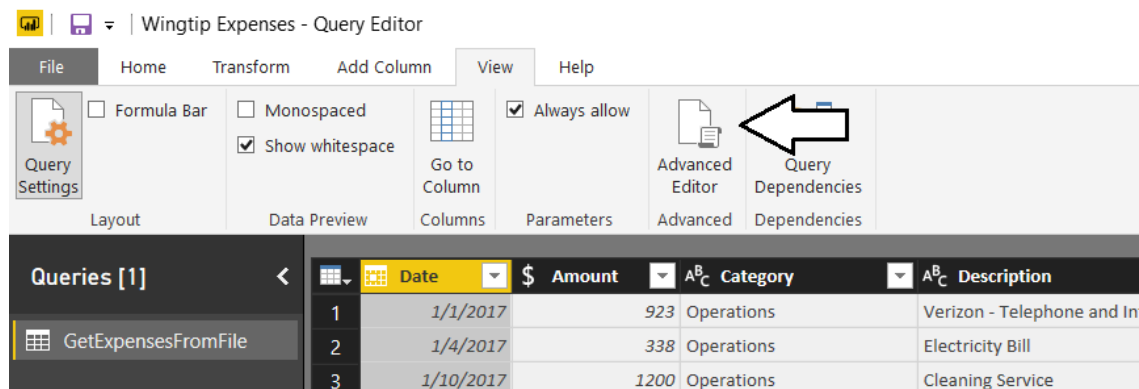 Wingtip Expenses - Query Editor
File Home Transform Add Column View Help
Formula Bar Monospaced Always allow
Show whitespace
Query Settings Go to Column Advanced Editor Query Dependencies
Layout Data Preview Columns Parameters Advanced Dependencies
Queries [1] < Date $ Amount ABC Category ABC Description
1 1/1/2017 923 Operations Verizon - Telephone and
GetExpensesFromFile 2 1/4/2017 338 Operations Electricity Bill
3 1/10/2017 1200 Operations Cleaning Service